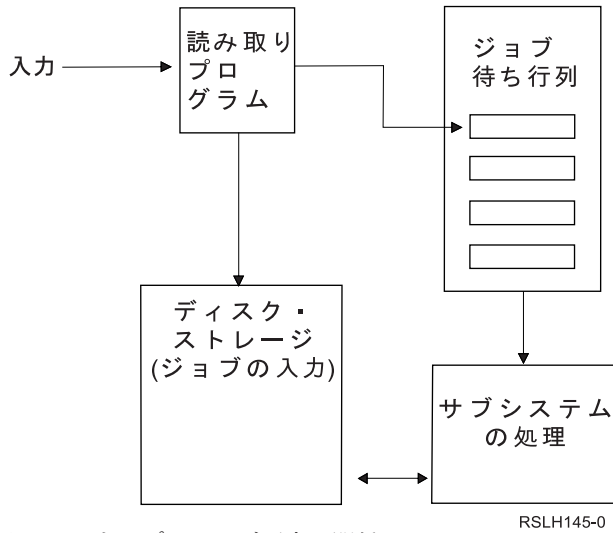 入力
読み取り
プロ
グラム
ジョブ
待ち行列
ディスク・
ストレージ
(ジョブの入力)
サブシステム
の処理
RSLH145-0